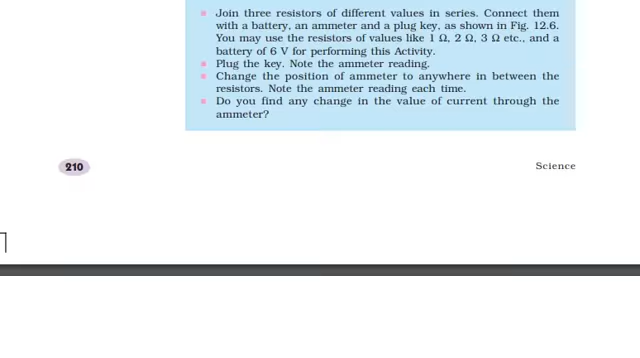 Join three resistors of different values in series. Connect them
with a battery, an ammeter and a plug key, as shown in Fig. 12.6.
You may use the resistors of values like 1 Ω, 2 Ω, 3 Ω etc., and a
battery of 6 V for performing this Activity.
Plug the key. Note the ammeter reading.
Change the position of ammeter to anywhere in between the
resistors. Note the ammeter reading each time.
Do you find any change in the value of current through the
ammeter?
210
Science